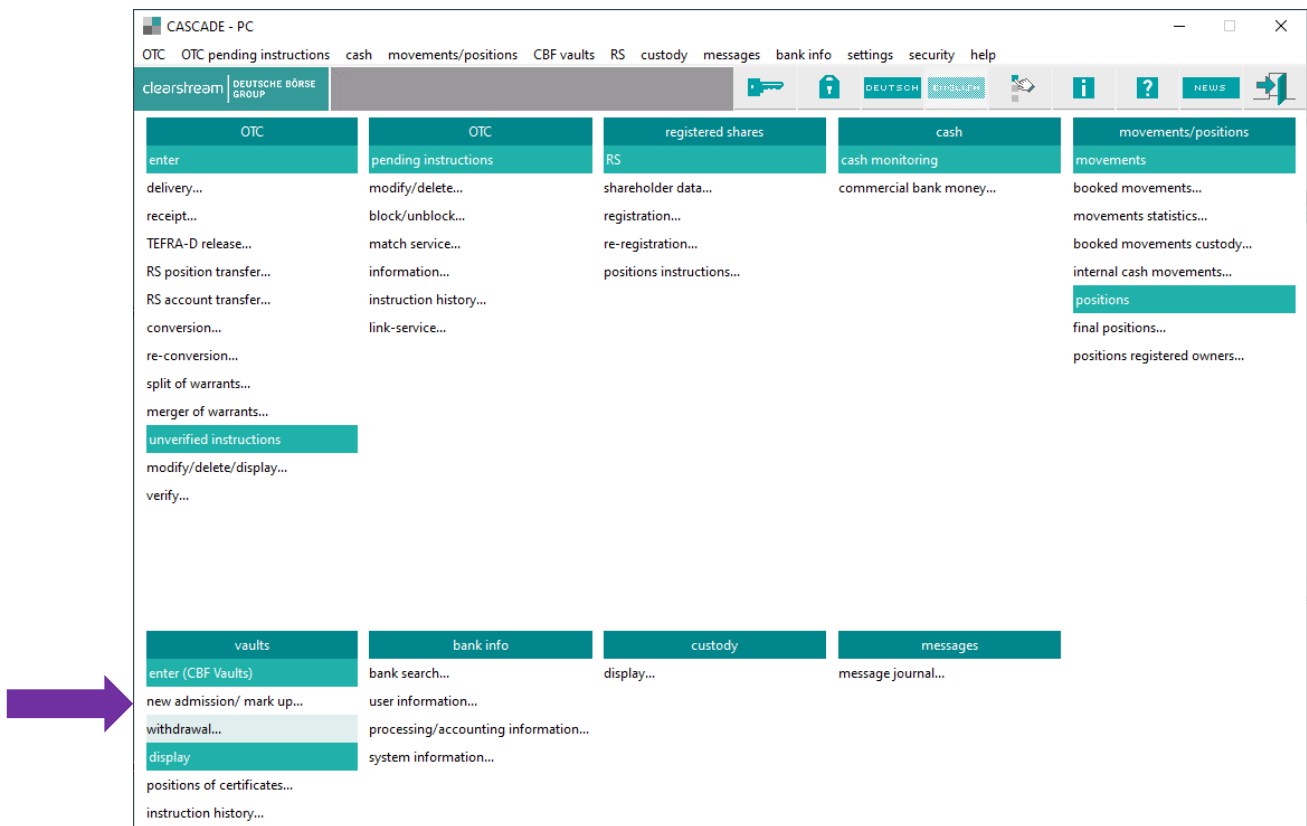 CASCADE - PC
OTC OTC pending instructions cash movements/positions CBF vaults RS custody messages bank info settings security help
clearstream DEUTSCHE BÖRSE GROUP DEUTSCH ENGLISH i ? NEWS
OTC
enter
delivery...
receipt...
TEFRA-D release...
RS position transfer...
RS account transfer...
conversion...
re-conversion...
split of warrants...
merger of warrants...
unverified instructions
modify/delete/display...
verify...
OTC
pending instructions
modify/delete...
block/unblock...
match service...
information...
instruction history...
link-service...
registered shares
RS
shareholder data...
registration...
re-registration...
positions instructions...
cash
cash monitoring
commercial bank money...
movements/positions
movements
booked movements...
movements statistics...
booked movements custody...
internal cash movements...
positions
final positions...
positions registered owners...
vaults
enter (CBF Vaults)
new admission/ mark up...
withdrawal...
display
positions of certificates...
instruction history...
bank info
bank search...
user information...
processing/accounting information...
system information...
custody
display...
messages
message journal...